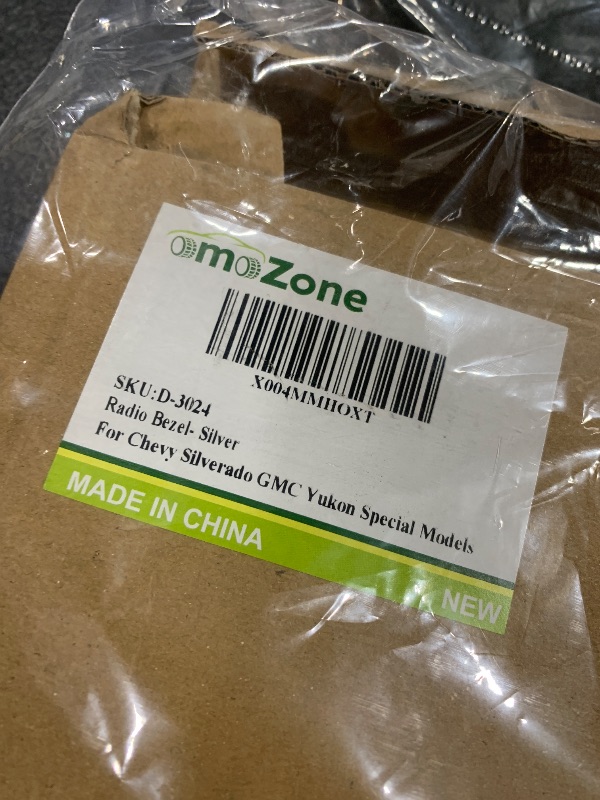 omoZone
X004MMHOXT
SKU:D-3024
Radio Bezel- Silver
For Chevy Silverado GMC Yukon Special Models
MADE IN CHINA
NEW